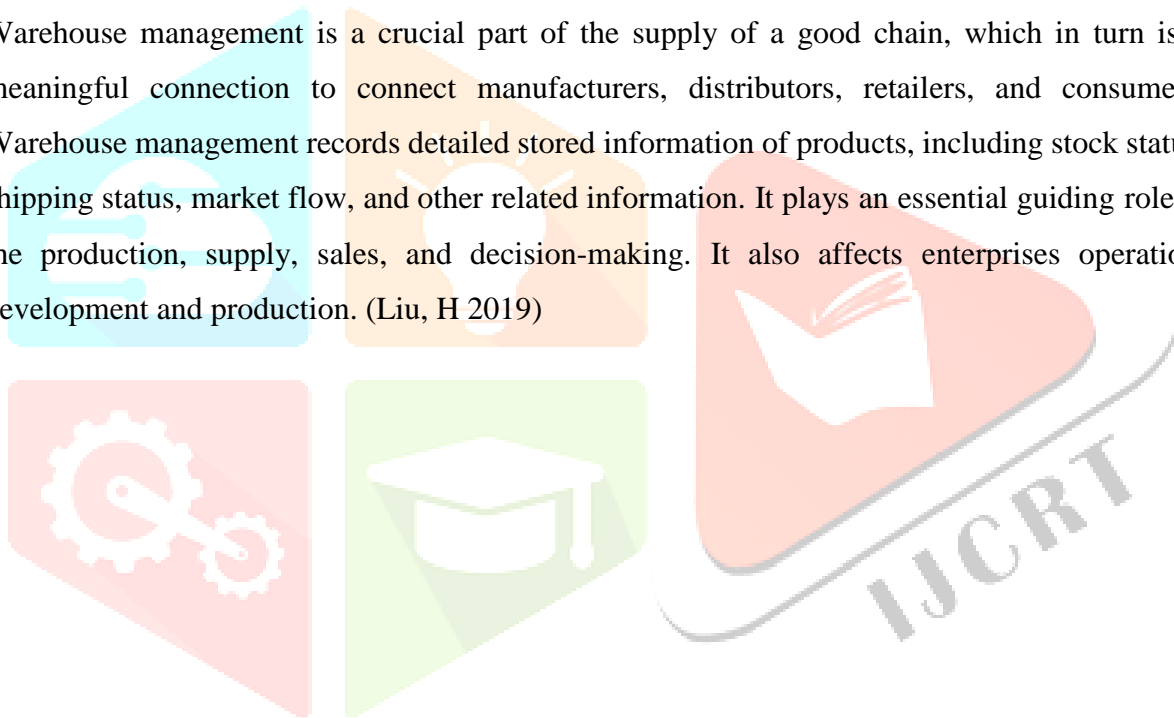 Warehouse management is a crucial part of the supply of a good chain, which in turn is
meaningful connection to connect manufacturers, distributors, retailers, and consume
Warehouse management records detailed stored information of products, including stock statu
hipping status, market flow, and other related information. It plays an essential guiding role
he production, supply, sales, and decision-making. It also affects enterprises operatio
evelopment and production. (Liu, H 2019)
IJCRT